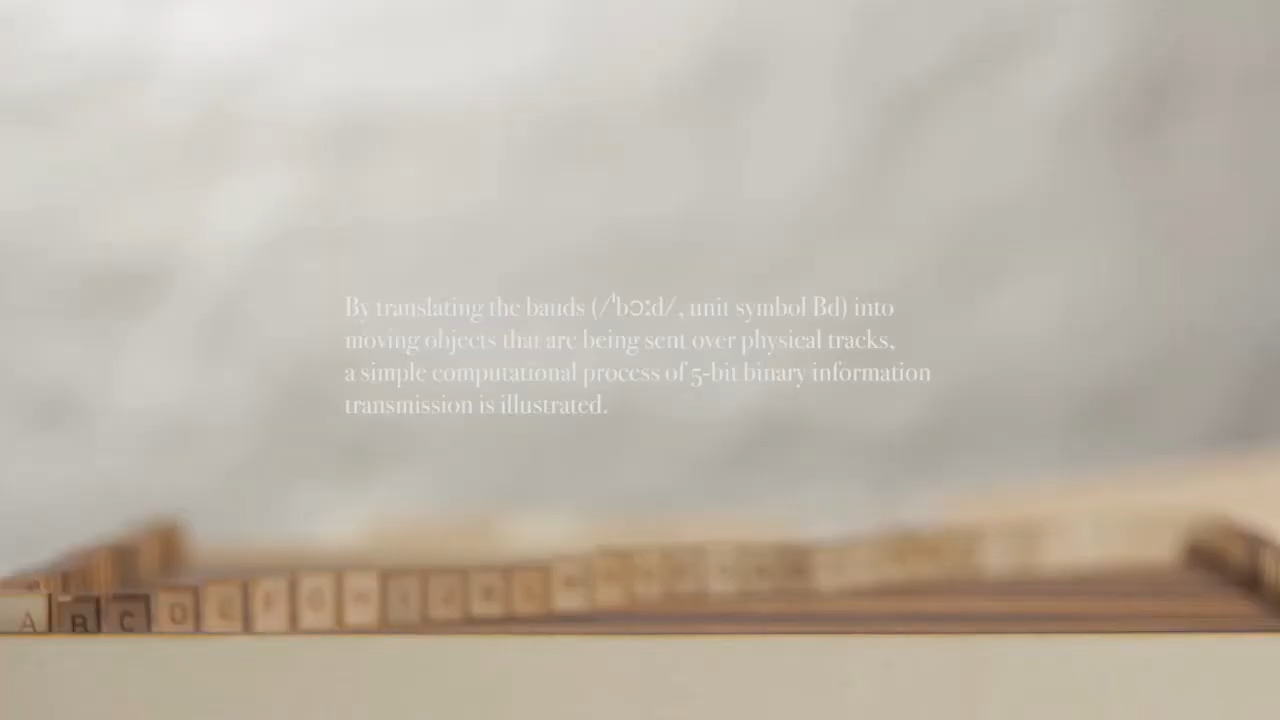 By translating the bauds (/ˈbɔːd/, unit symbol Bd) into
moving objects that are being sent over physical tracks,
a simple computational process of 5-bit binary information
transmission is illustrated.
A B C D E F G H I J K L